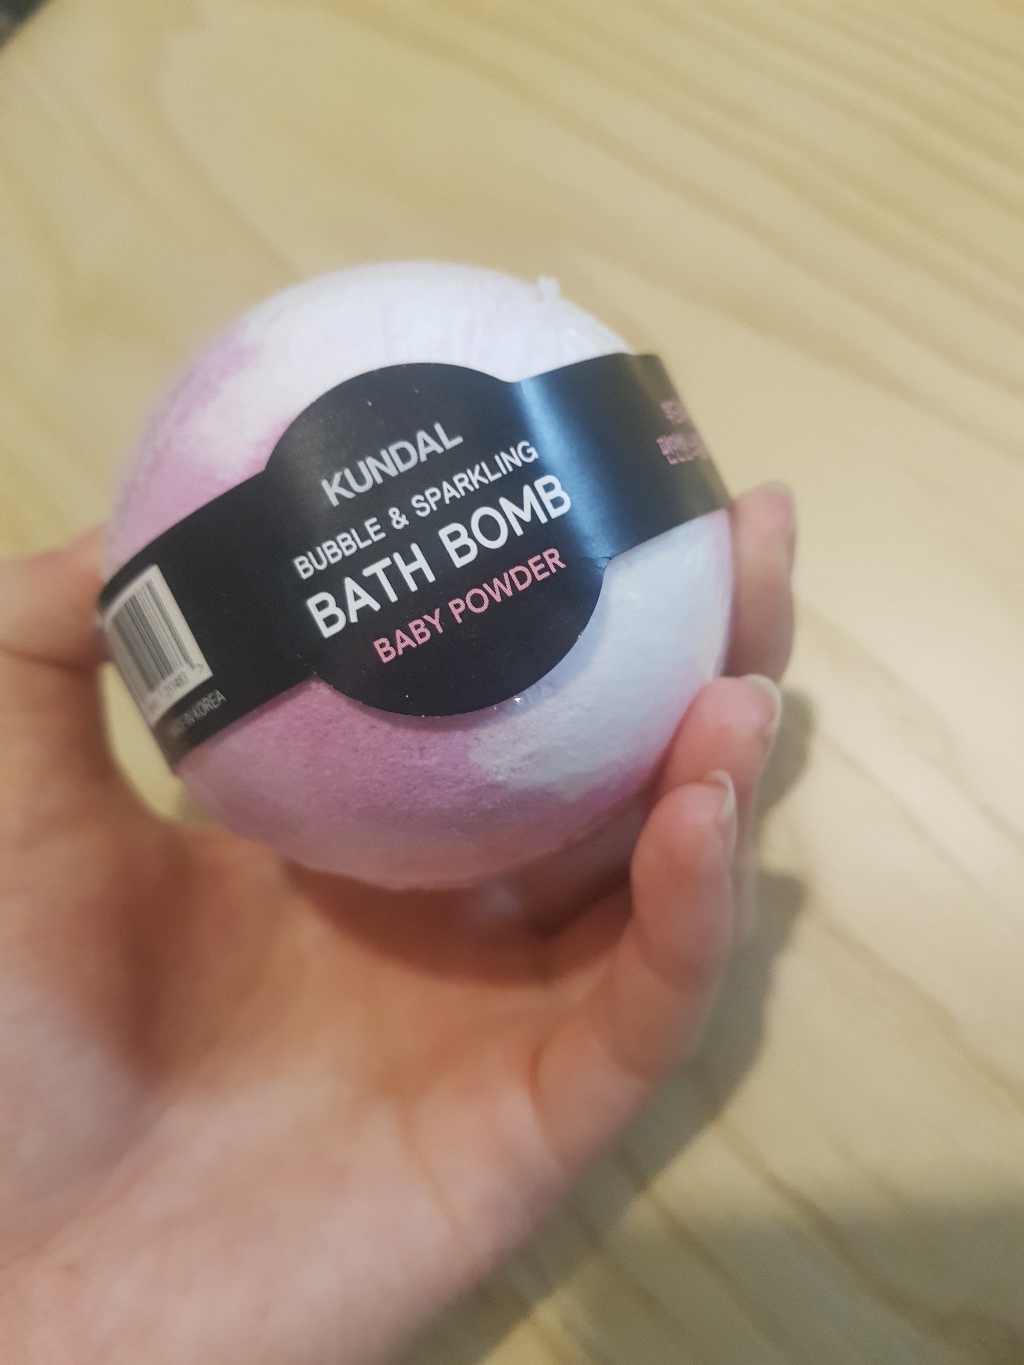 KUNDAL
BUBBLE & SPARKLING
BATH BOMB
BABY POWDER
MADE IN KOREA